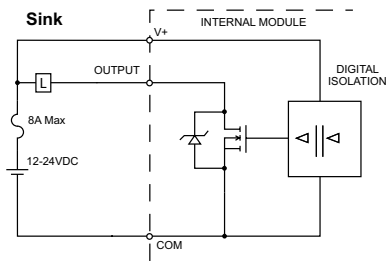 Sink
INTERNAL MODULE
V+
OUTPUT
DIGITAL
ISOLATION
L
8A Max
12-24VDC
COM